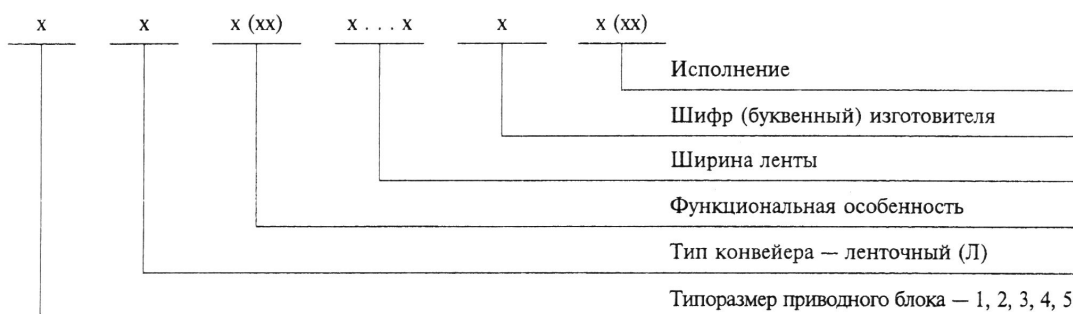 x x x (xx) x . . . x x x (xx)
Исполнение
Шифр (буквенный) изготовителя
Ширина ленты
Функциональная особенность
Тип конвейера — ленточный (Л)
Типоразмер приводного блока — 1, 2, 3, 4, 5